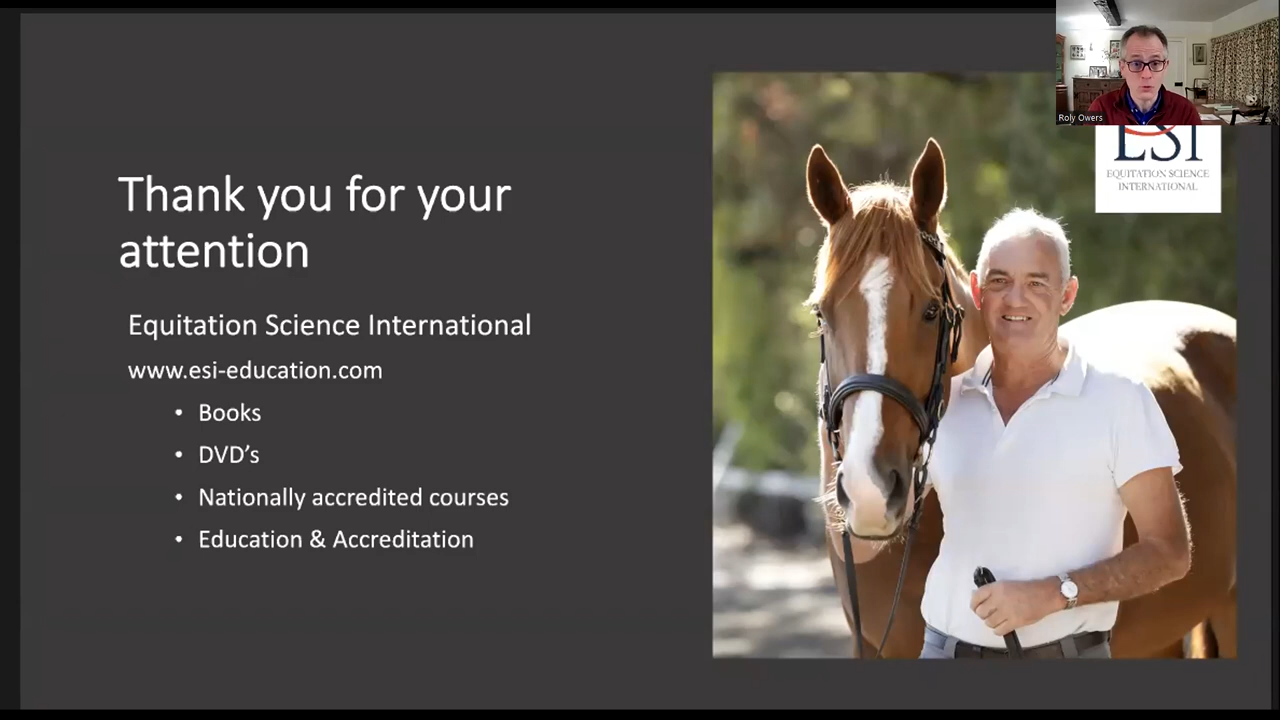 Roly Owers
ESI
EQUITATION SCIENCE
INTERNATIONAL
Thank you for your
attention
Equitation Science International
www.esi-education.com
• Books
• DVD’s
• Nationally accredited courses
• Education & Accreditation